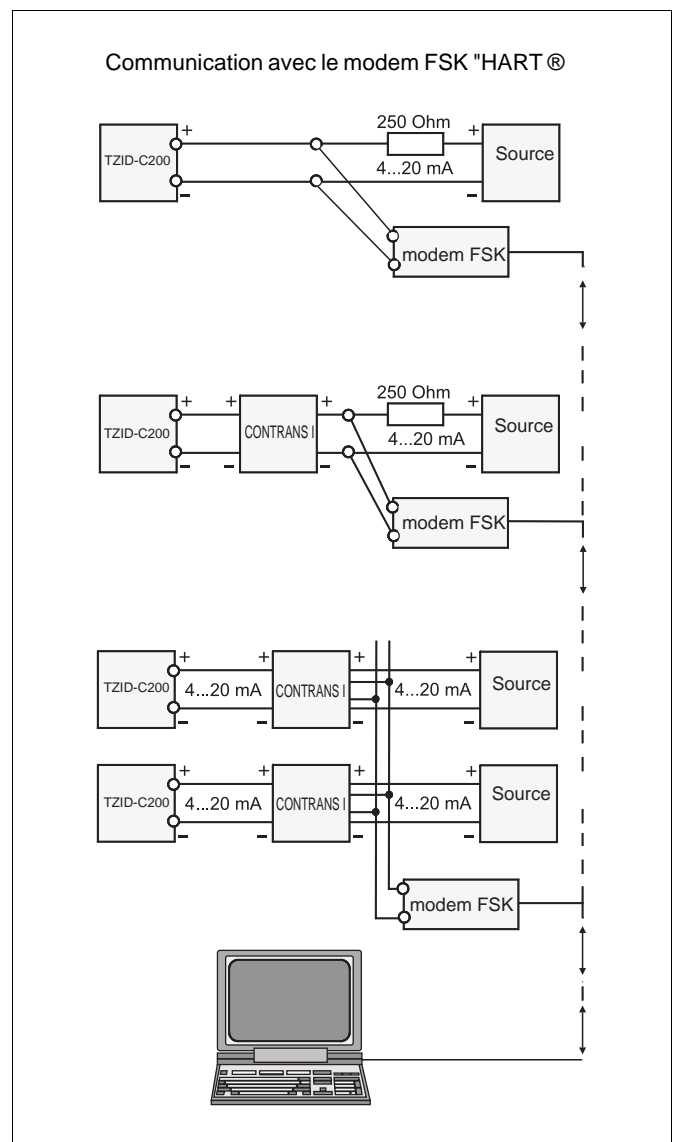 Communication avec le modem FSK "HART ®
250 Ohm
+ +
TZID-C200
Source
4...20 mA
– –
modem FSK
250 Ohm
+ + + +
TZID-C200
CONTRANS I
Source
4...20 mA
– – – –
modem FSK
+ + + +
TZID-C200
4...20 mA
CONTRANS I
4...20 mA
Source
– – – –
+ + + +
TZID-C200
4...20 mA
CONTRANS I
4...20 mA
Source
– – – –
modem FSK